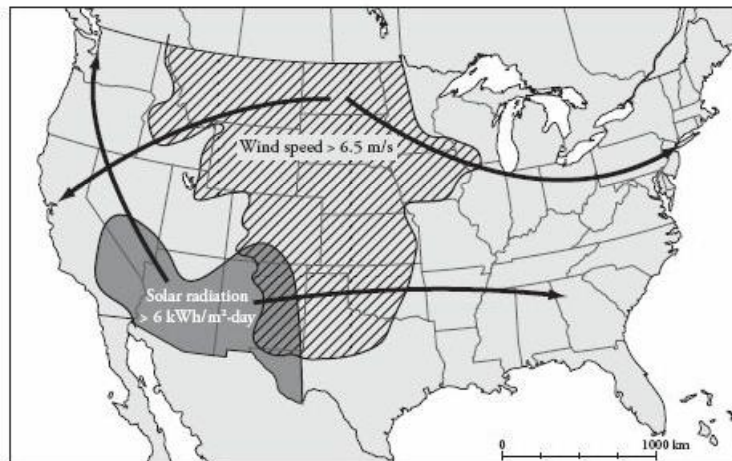 Wind speed > 6.5 m/s
Solar radiation
> 6 kWh/m²-day
0 1000 km